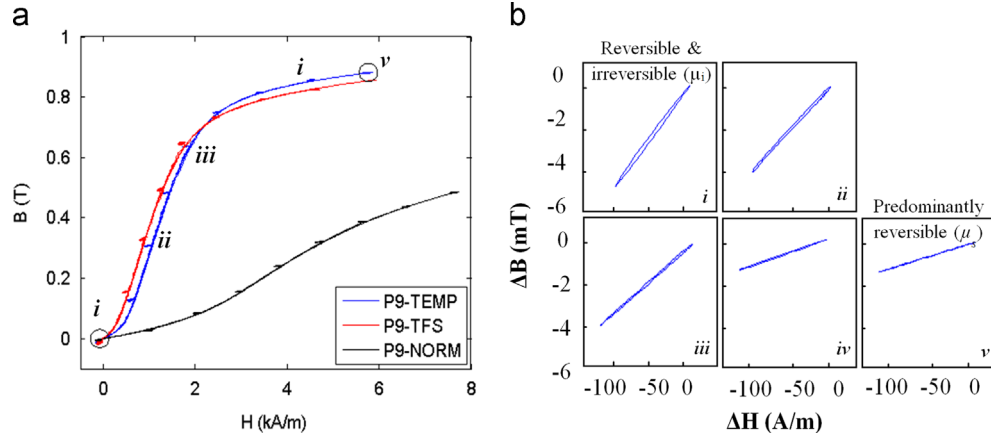 a
b
1
0.8
0.6
0.4
0.2
0
B (T)
i
v
iii
ii
i
P9-TEMP
P9-TFS
P9-NORM
0 2 4 6 8
H (kA/m)
Reversible &
irreversible (μi)
0
-2
-4
-6
i
ii
Predominantly
reversible (μs)
0
-2
-4
-6
ΔB (mT)
iii
iv
v
-100 -50 0 -100 -50 0 -100 -50 0
ΔH (A/m)